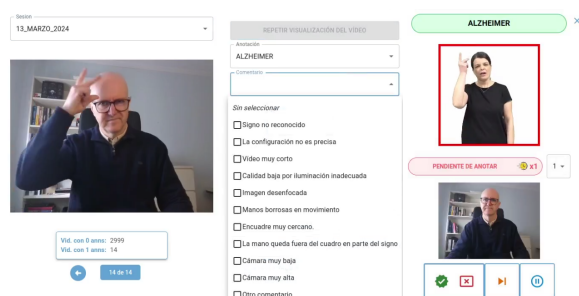 Sesion
13_MARZO_2024
Vid. con 0 anns: 2999
Vid. con 1 anns: 14
14 de 14
REPETIR VISUALIZACIÓN DEL VÍDEO
Anotación
ALZHEIMER
Comentario
Sin seleccionar
Signo no reconocido
La configuración no es precisa
Vídeo muy corto
Calidad baja por iluminación inadecuada
Imagen desenfocada
Manos borrosas en movimiento
Encuadre muy cercano.
La mano queda fuera del cuadro en parte del signo
Cámara muy baja
Cámara muy alta
Otro comentario
ALZHEIMER
PENDIENTE DE ANOTAR
x1
1